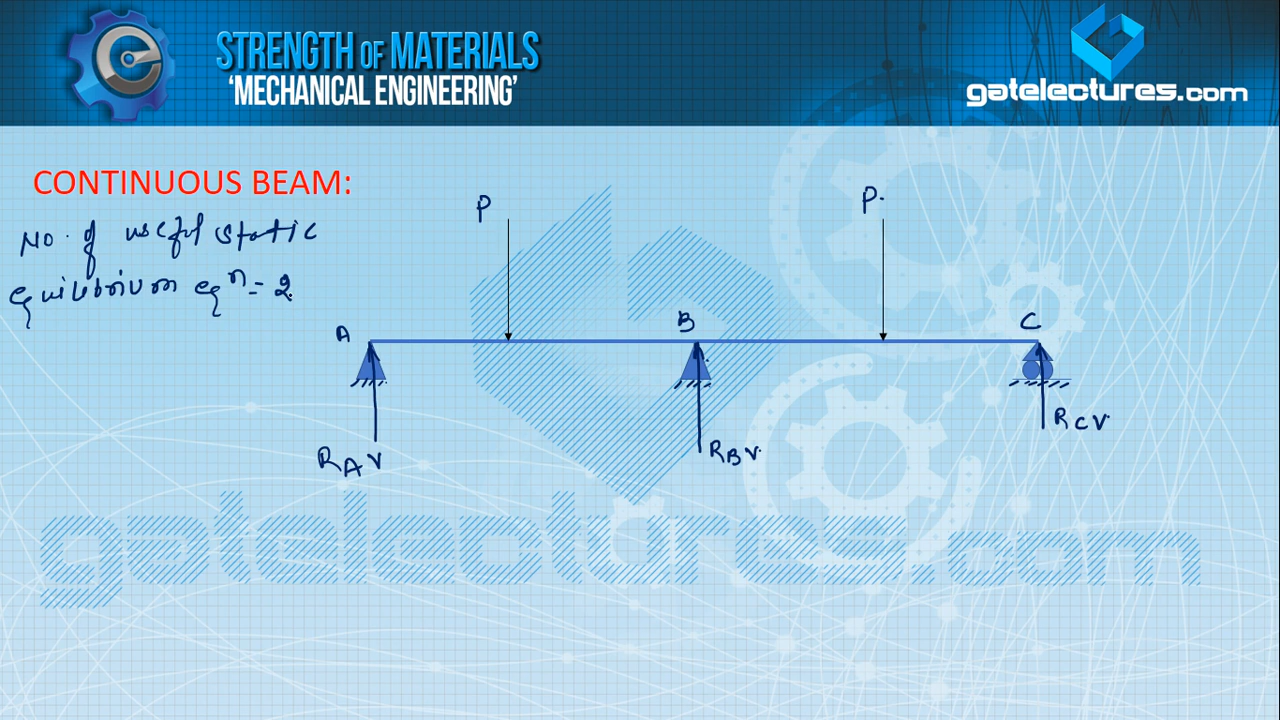 STRENGTH OF MATERIALS
'MECHANICAL ENGINEERING'
gatelectures.com
CONTINUOUS BEAM:
No. of useful static
equilibrium eqⁿ = 2.
P
P.
A
B
C
RAV
RBV.
RCV.
gatelectures.com